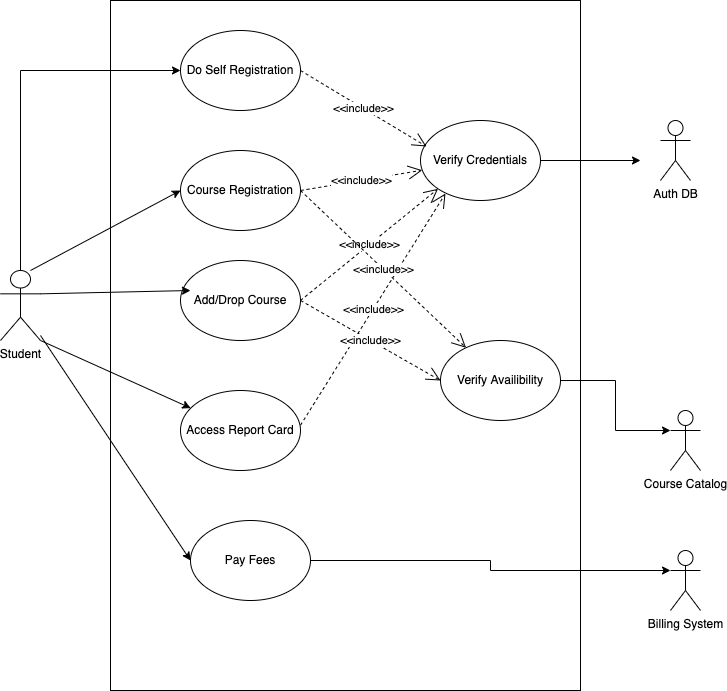 Do Self Registration
<<include>>
Verify Credentials
Auth DB
Course Registration
<<include>>
<<include>>
<<include>>
Add/Drop Course
<<include>>
<<include>>
Student
Verify Availibility
Access Report Card
Course Catalog
Pay Fees
Billing System